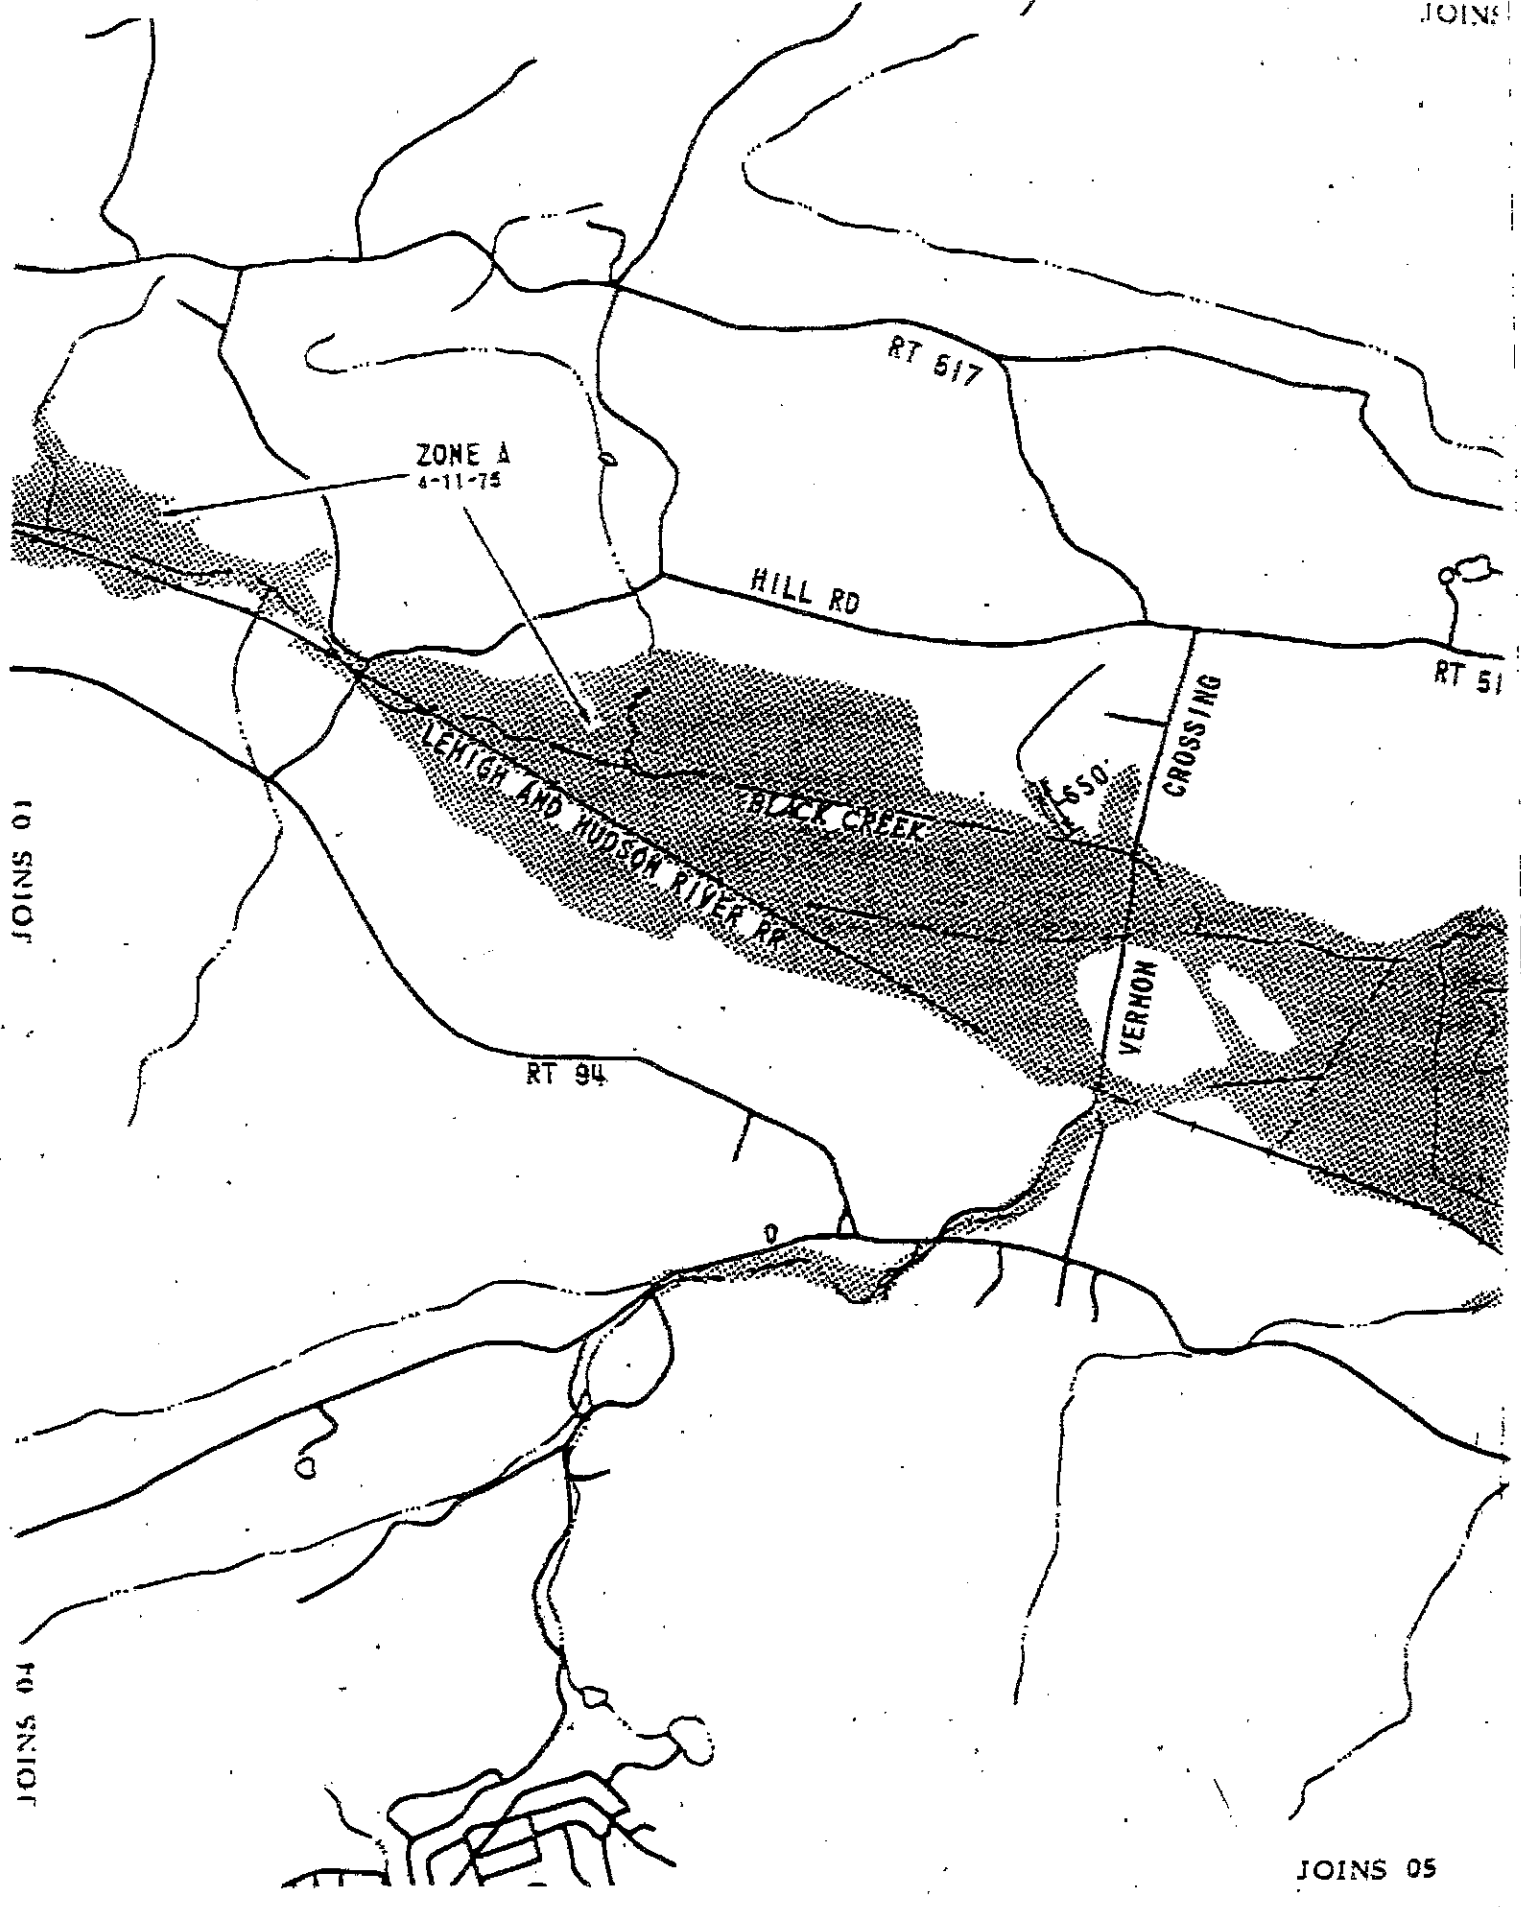 JOINS
RT 517
ZONE A
4-11-75
HILL RD
RT 51
CROSSING
650'
LEHIGH AND HUDSON RIVER RR
BLACK CREEK
JOINS 01
VERNON
RT 94
JOINS 04
JOINS 05